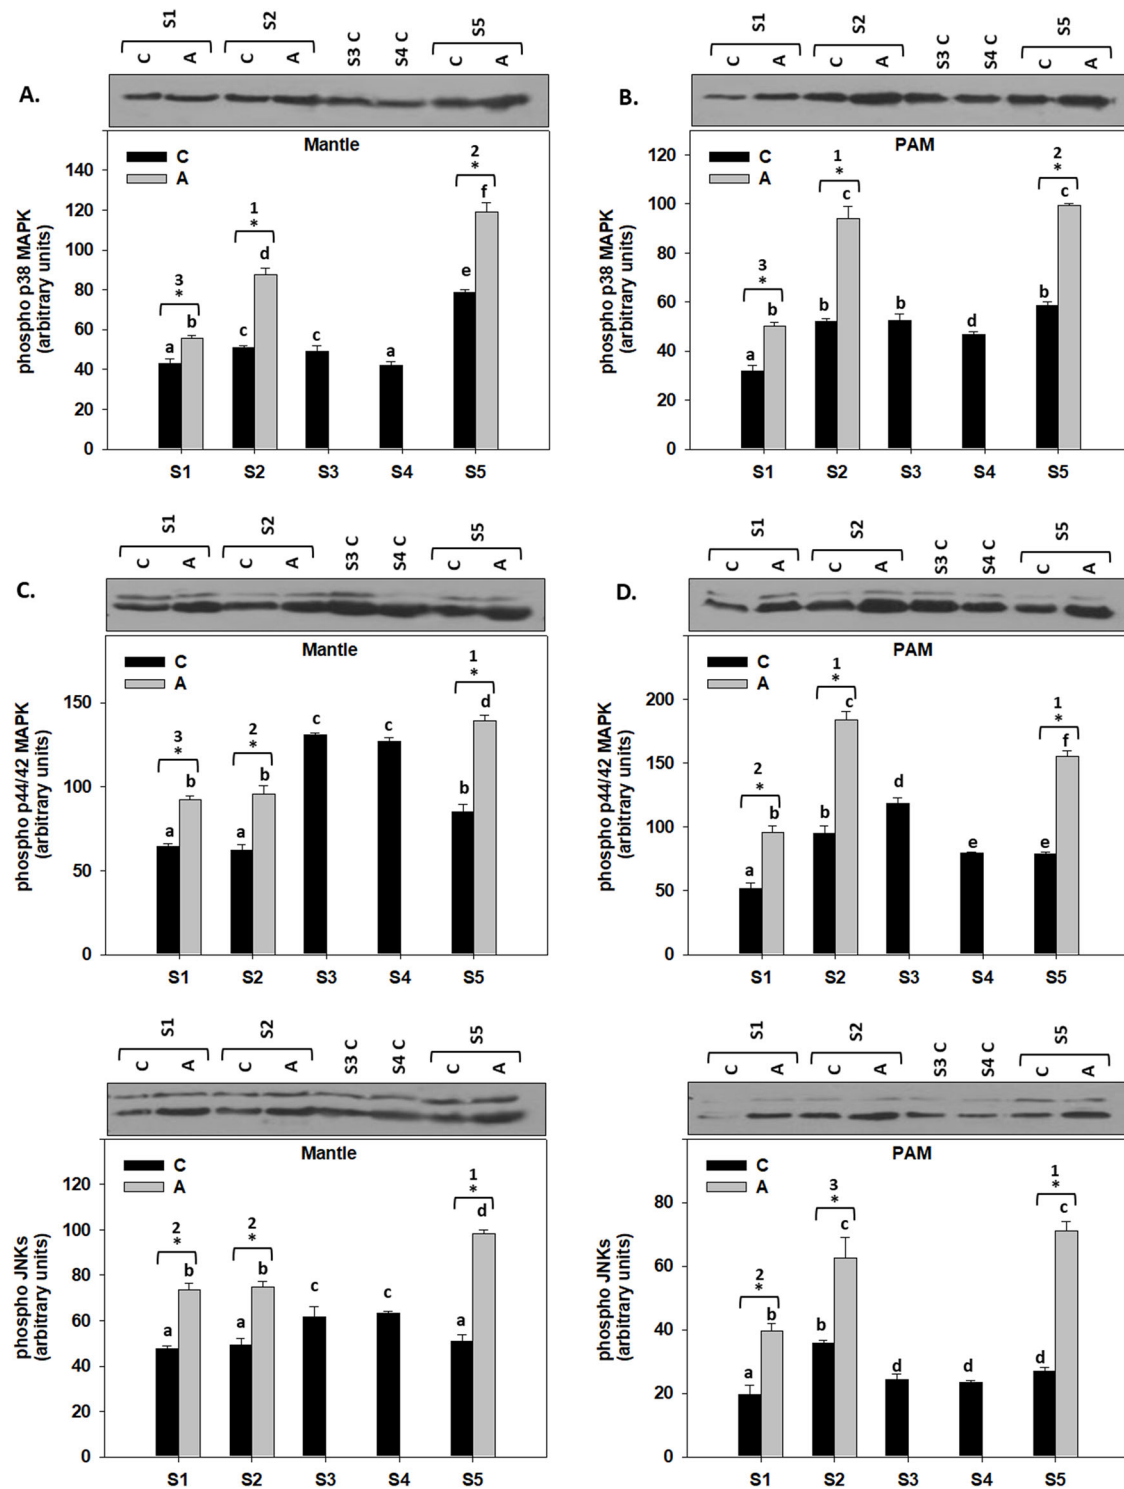 S1 S2 S3 C S4 C S5
C A C A C A
A.
Mantle
C
A
phospho p38 MAPK
(arbitrary units)
140
120
100
80
60
40
20
0
3
*
a
b
1
*
c
d
c
a
2
*
e
f
S1 S2 S3 S4 S5
S1 S2 S3 C S4 C S5
C A C A C A
B.
PAM
C
A
phospho p38 MAPK
(arbitrary units)
120
100
80
60
40
20
0
3
*
a
b
1
*
b
c
b
d
2
*
b
c
S1 S2 S3 S4 S5
S1 S2 S3 C S4 C S5
C A C A C A
C.
Mantle
C
A
phospho p44/42 MAPK
(arbitrary units)
150
100
50
0
3
*
a
b
2
*
a
b
c
c
1
*
b
d
S1 S2 S3 S4 S5
S1 S2 S3 C S4 C S5
C A C A C A
D.
PAM
C
A
phospho p44/42 MAPK
(arbitrary units)
200
150
100
50
0
2
*
a
b
1
*
b
c
d
e
1
*
e
f
S1 S2 S3 S4 S5
S1 S2 S3 C S4 C S5
C A C A C A
Mantle
C
A
phospho JNKs
(arbitrary units)
120
100
80
60
40
20
0
2
*
a
b
2
*
a
b
c
c
1
*
a
d
S1 S2 S3 S4 S5
S1 S2 S3 C S4 C S5
C A C A C A
PAM
C
A
phospho JNKs
(arbitrary units)
80
60
40
20
0
2
*
a
b
3
*
b
c
d
d
1
*
d
c
S1 S2 S3 S4 S5